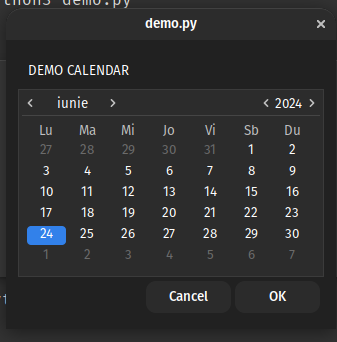 thon3 demo.py
demo.py
DEMO CALENDAR
iunie 2024
Lu Ma Mi Jo Vi Sb Du
27 28 29 30 31 1 2
3 4 5 6 7 8 9
10 11 12 13 14 15 16
17 18 19 20 21 22 23
24 25 26 27 28 29 30
1 2 3 4 5 6 7
Cancel OK